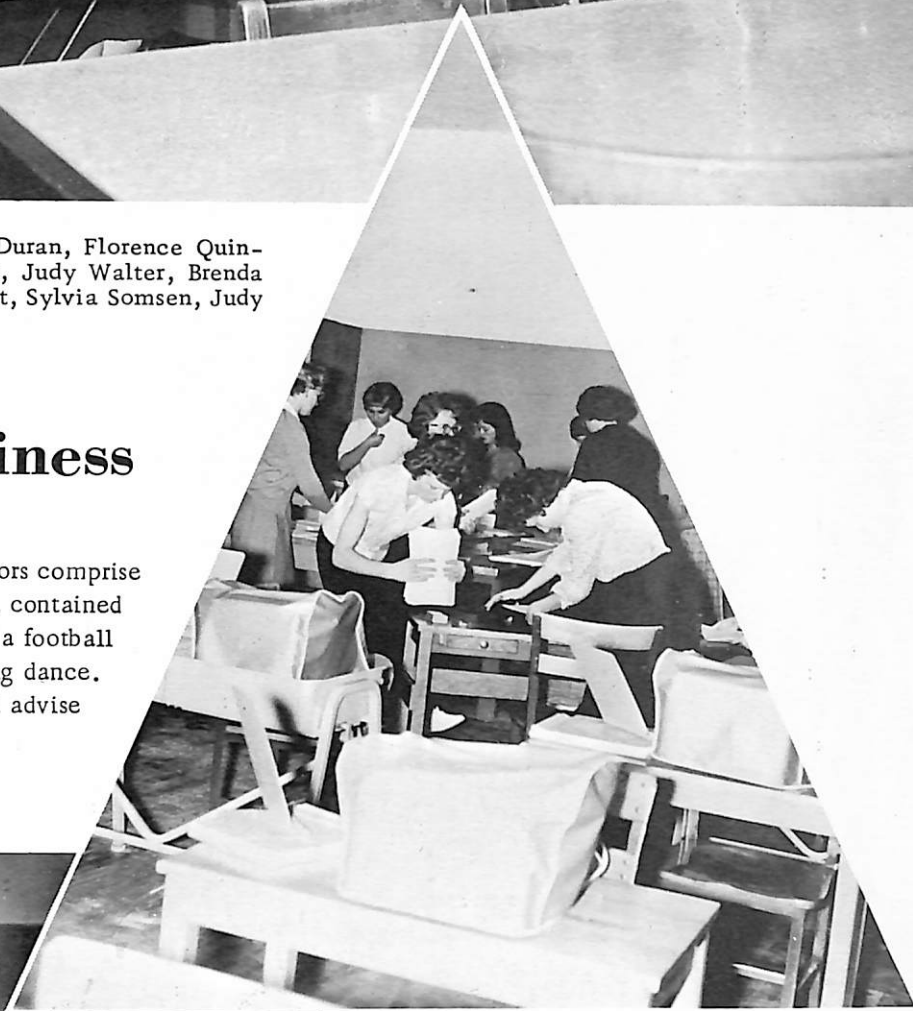 Duran, Florence Quin-
, Judy Walter, Brenda
t, Sylvia Somsen, Judy
iness
ors comprise
contained
a football
g dance.
advise